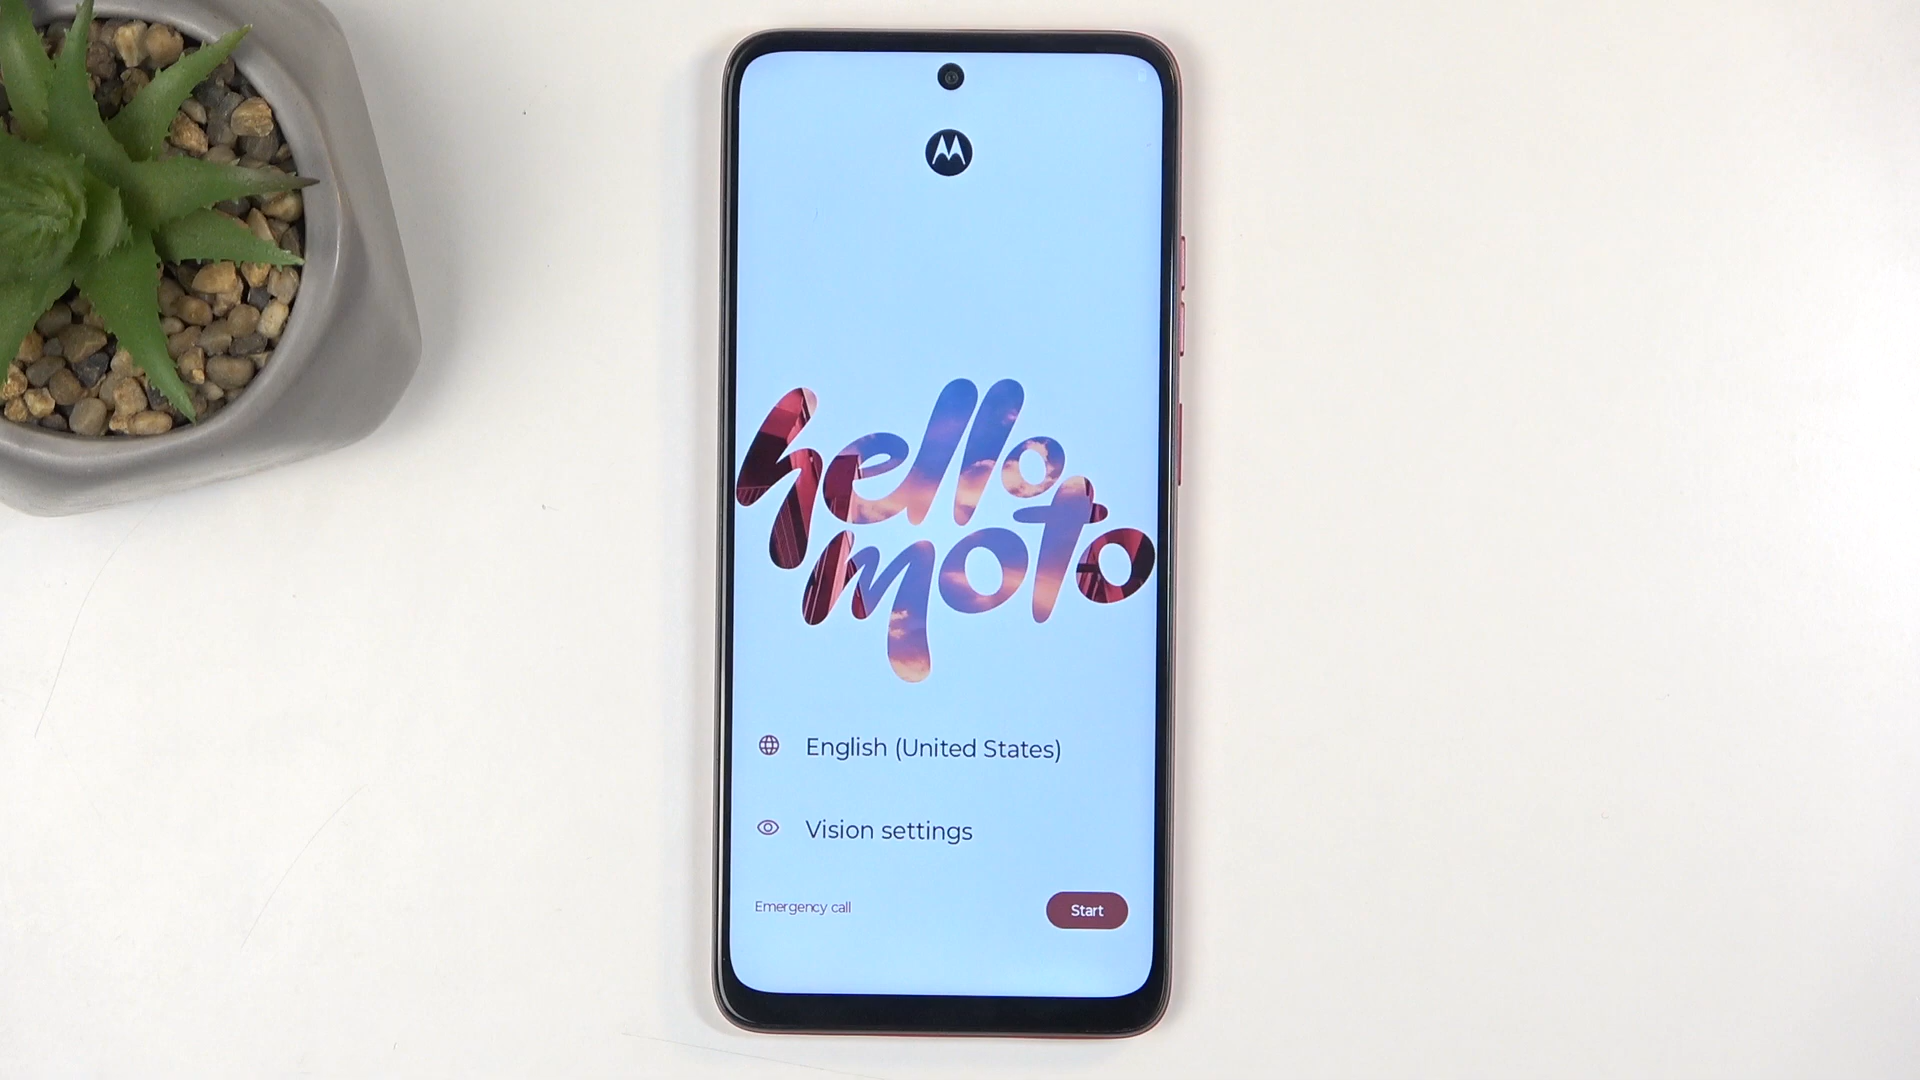 hello
moto
English (United States)
Vision settings
Emergency call
Start